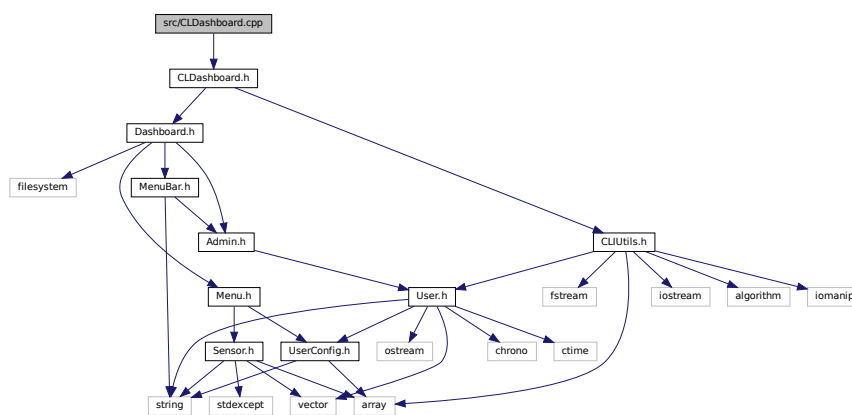 src/CLDashboard.cpp
CLDashboard.h
Dashboard.h
filesystem
MenuBar.h
Admin.h
CLIUtils.h
Menu.h
User.h
fstream
iostream
algorithm
iomanip
Sensor.h
UserConfig.h
ostream
chrono
ctime
string
stdexcept
vector
array